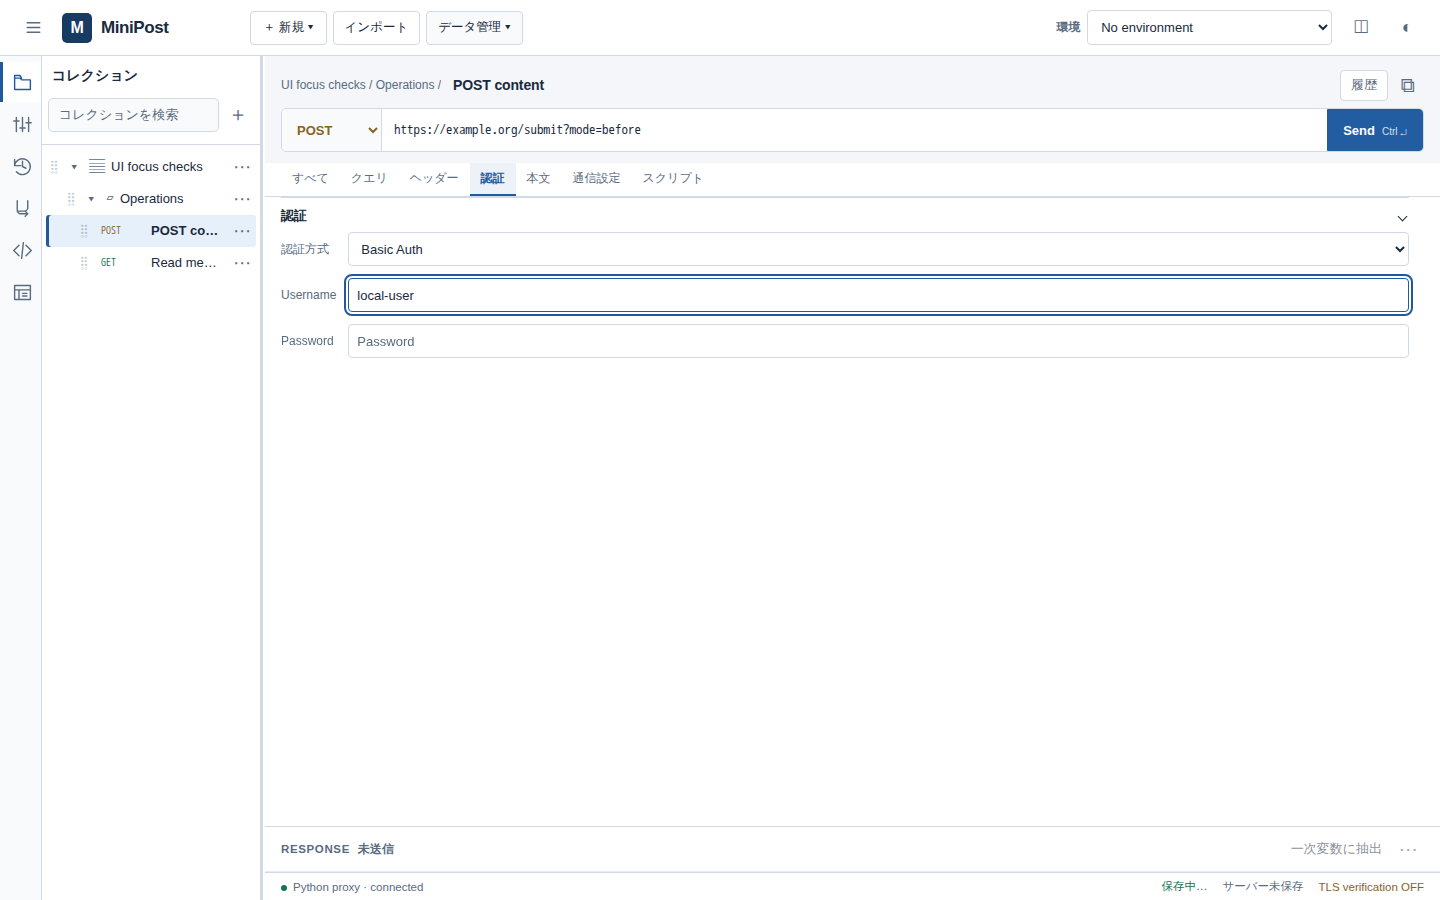 M MiniPost
＋ 新規 ▾ インポート データ管理 ▾
環境 No environment
コレクション
コレクションを検索 ＋
UI focus checks
Operations
POST POST co…
GET Read me…
UI focus checks / Operations / POST content
履歴
POST https://example.org/submit?mode=before
Send Ctrl ⏎
すべて クエリ ヘッダー 認証 本文 通信設定 スクリプト
認証
認証方式 Basic Auth
Username local-user
Password Password
RESPONSE 未送信
一次変数に抽出
Python proxy · connected
保存中… サーバー未保存 TLS verification OFF